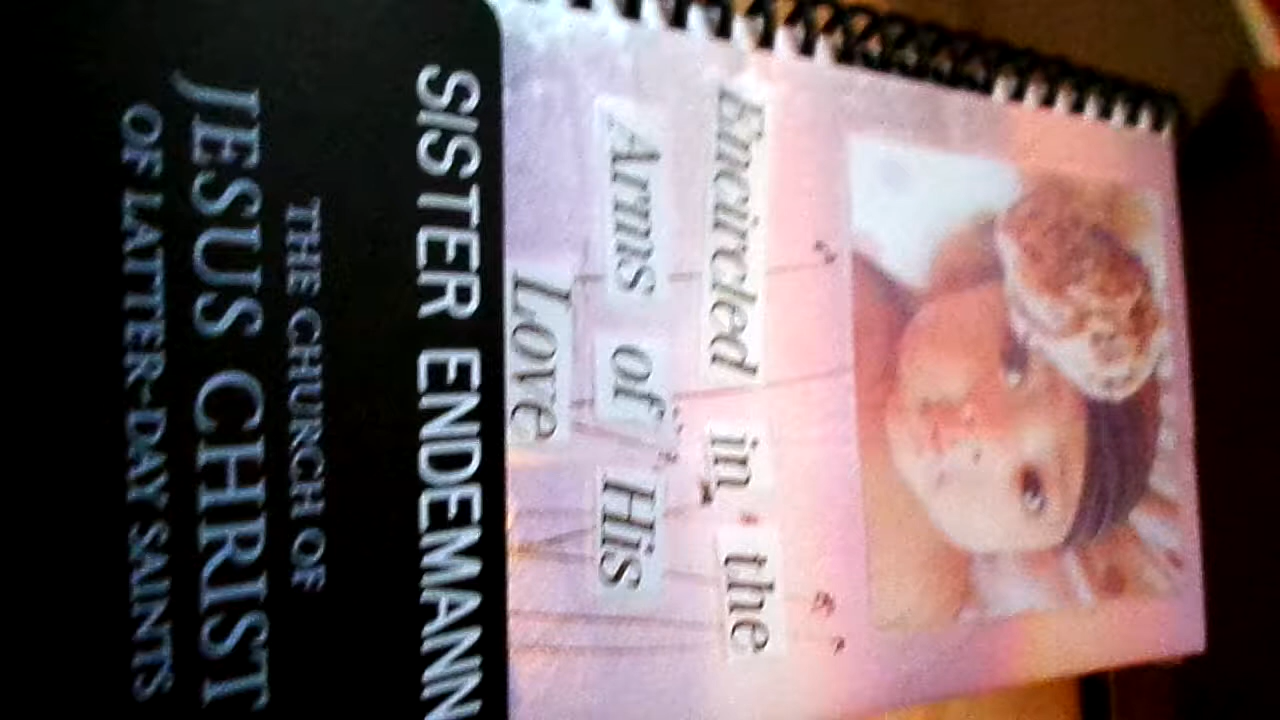 Encircled in the
Arms of His
Love
SISTER ENDEMANN
THE CHURCH OF
JESUS CHRIST
OF LATTER-DAY SAINTS